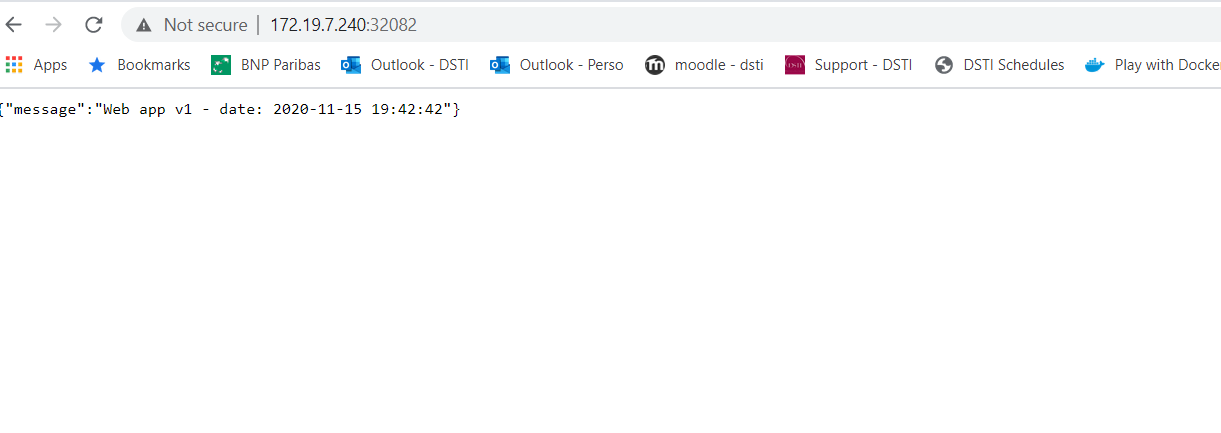 Not secure | 172.19.7.240:32082
Apps Bookmarks BNP Paribas Outlook - DSTI Outlook - Perso moodle - dsti Support - DSTI DSTI Schedules Play with Docker
{"message":"Web app v1 - date: 2020-11-15 19:42:42"}